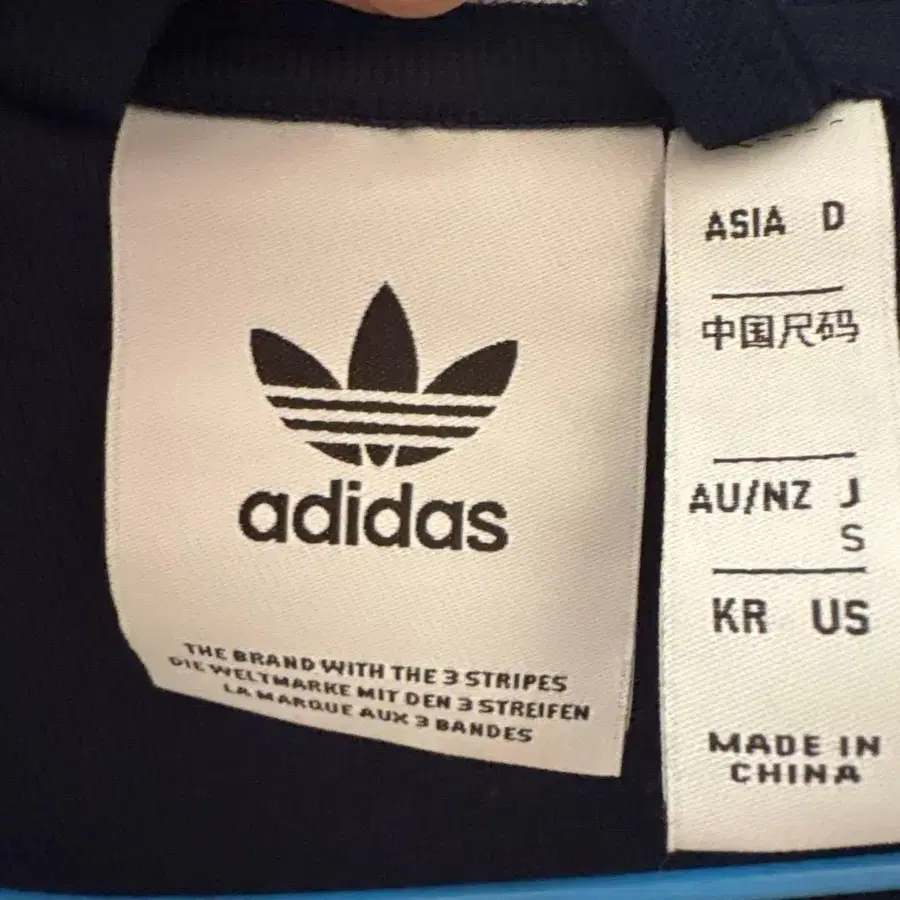 adidas
THE BRAND WITH THE 3 STRIPES
DIE WELTMARKE MIT DEN 3 STREIFEN
LA MARQUE AUX 3 BANDES
ASIA D
中国尺码
AU/NZ J
S
KR US
MADE IN
CHINA